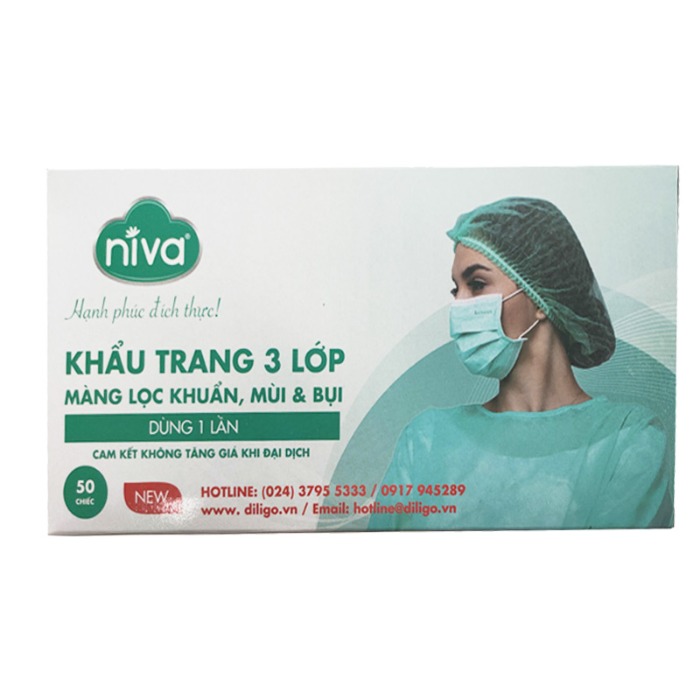 niva®
Hạnh phúc đích thực!
KHẨU TRANG 3 LỚP
MÀNG LỌC KHUẨN, MÙI & BỤI
DÙNG 1 LẦN
CAM KẾT KHÔNG TĂNG GIÁ KHI ĐẠI DỊCH
50
CHIẾC
NEW
HOTLINE: (024) 3795 5333 / 0917 945289
www. diligo.vn / Email: hotline@diligo.vn